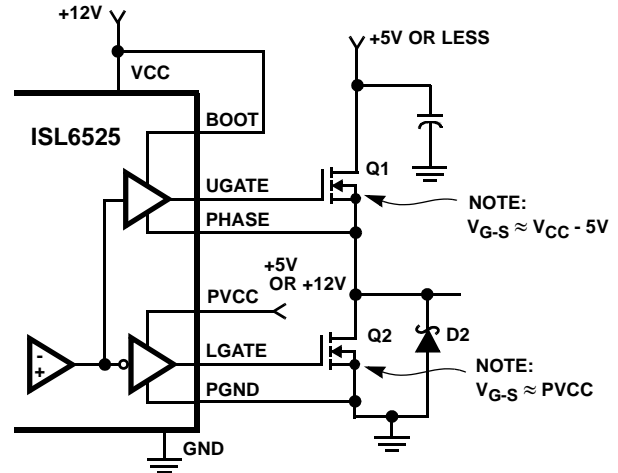 +12V
+5V OR LESS
VCC
BOOT
ISL6525
Q1
UGATE
NOTE:
VG-S ≈ VCC - 5V
PHASE
+5V
OR +12V
PVCC
Q2
D2
LGATE
- +
NOTE:
VG-S ≈ PVCC
PGND
GND